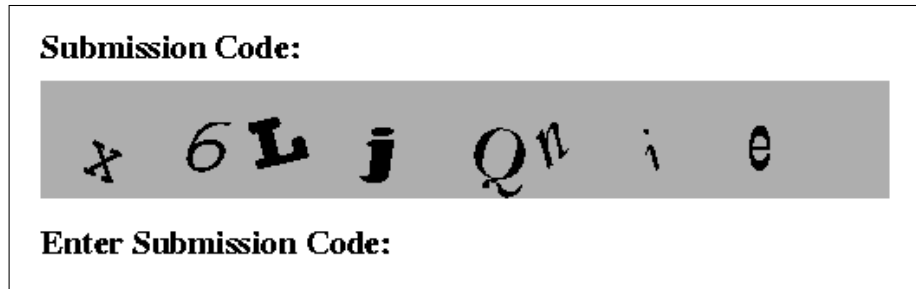 Submission Code:
x 6 L j Q n i e
Enter Submission Code: